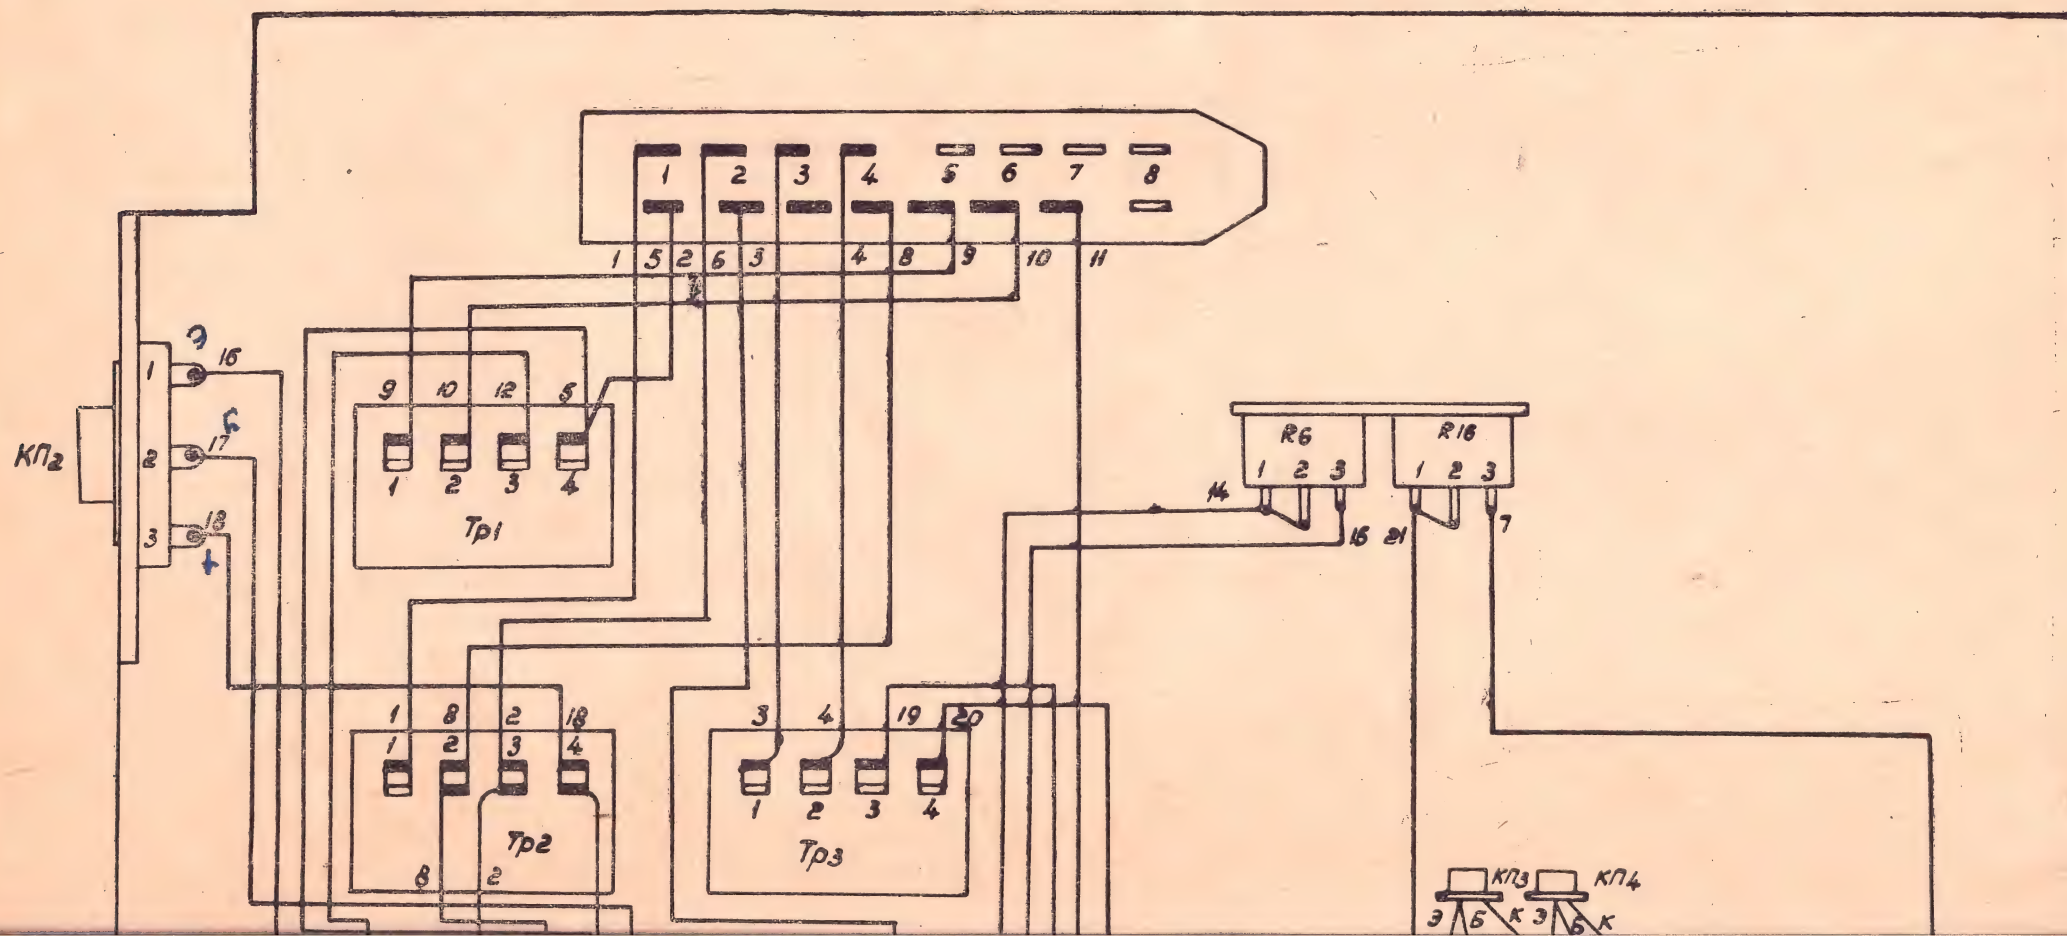 1 2 3 4 5 6 7 8
1 5 2 6 3 4 8 9 10 11
КП2
1 16
2 17
3 18
+
9 10 12 5
1 2 3 4
Тр1
R6 R16
1 2 3 1 2 3
14 16 21 7
1 8 2 18
1 2 3 4
Тр2
8 2
3 4 19 20
1 2 3 4
Тр3
КП3 КП4
Э Б К Э Б К